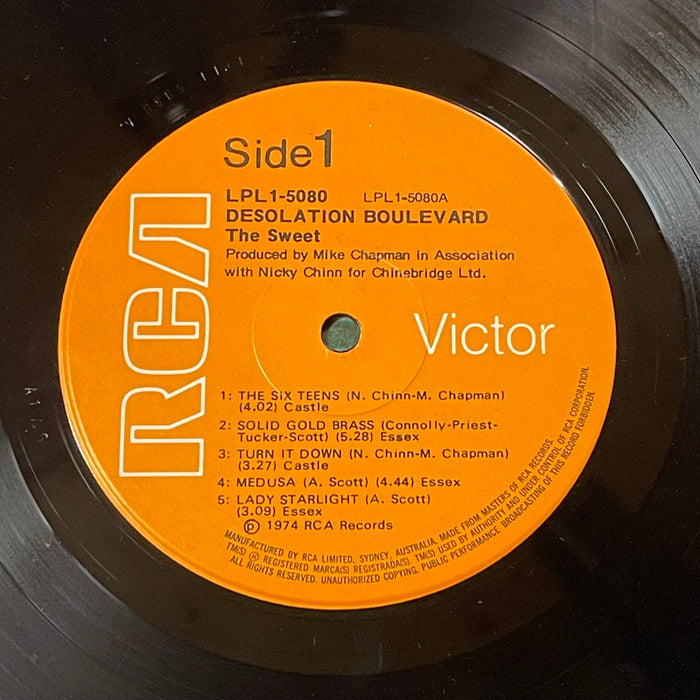 Side 1
LPL1-5080 LPL1-5080A
DESOLATION BOULEVARD
The Sweet
Produced by Mike Chapman in Association
with Nicky Chinn for Chinebridge Ltd.
RCA
Victor
1: THE SIX TEENS (N. Chinn-M. Chapman)
(4.02) Castle
2: SOLID GOLD BRASS (Connolly-Priest-
Tucker-Scott) (5.28) Essex
3: TURN IT DOWN (N. Chinn-M. Chapman)
(3.27) Castle
4: MEDUSA (A. Scott) (4.44) Essex
5: LADY STARLIGHT (A. Scott)
(3.09) Essex
℗ 1974 RCA Records
MANUFACTURED BY RCA LIMITED, SYDNEY, AUSTRALIA. MADE FROM MASTERS OF RCA RECORDS.
TM(S) ® REGISTERED MARCA(S) REGISTRADA(S). TM(S) USED BY AUTHORITY AND UNDER CONTROL OF RCA CORPORATION.
ALL RIGHTS RESERVED. UNAUTHORIZED COPYING, PUBLIC PERFORMANCE, BROADCASTING OF THIS RECORD FORBIDDEN.